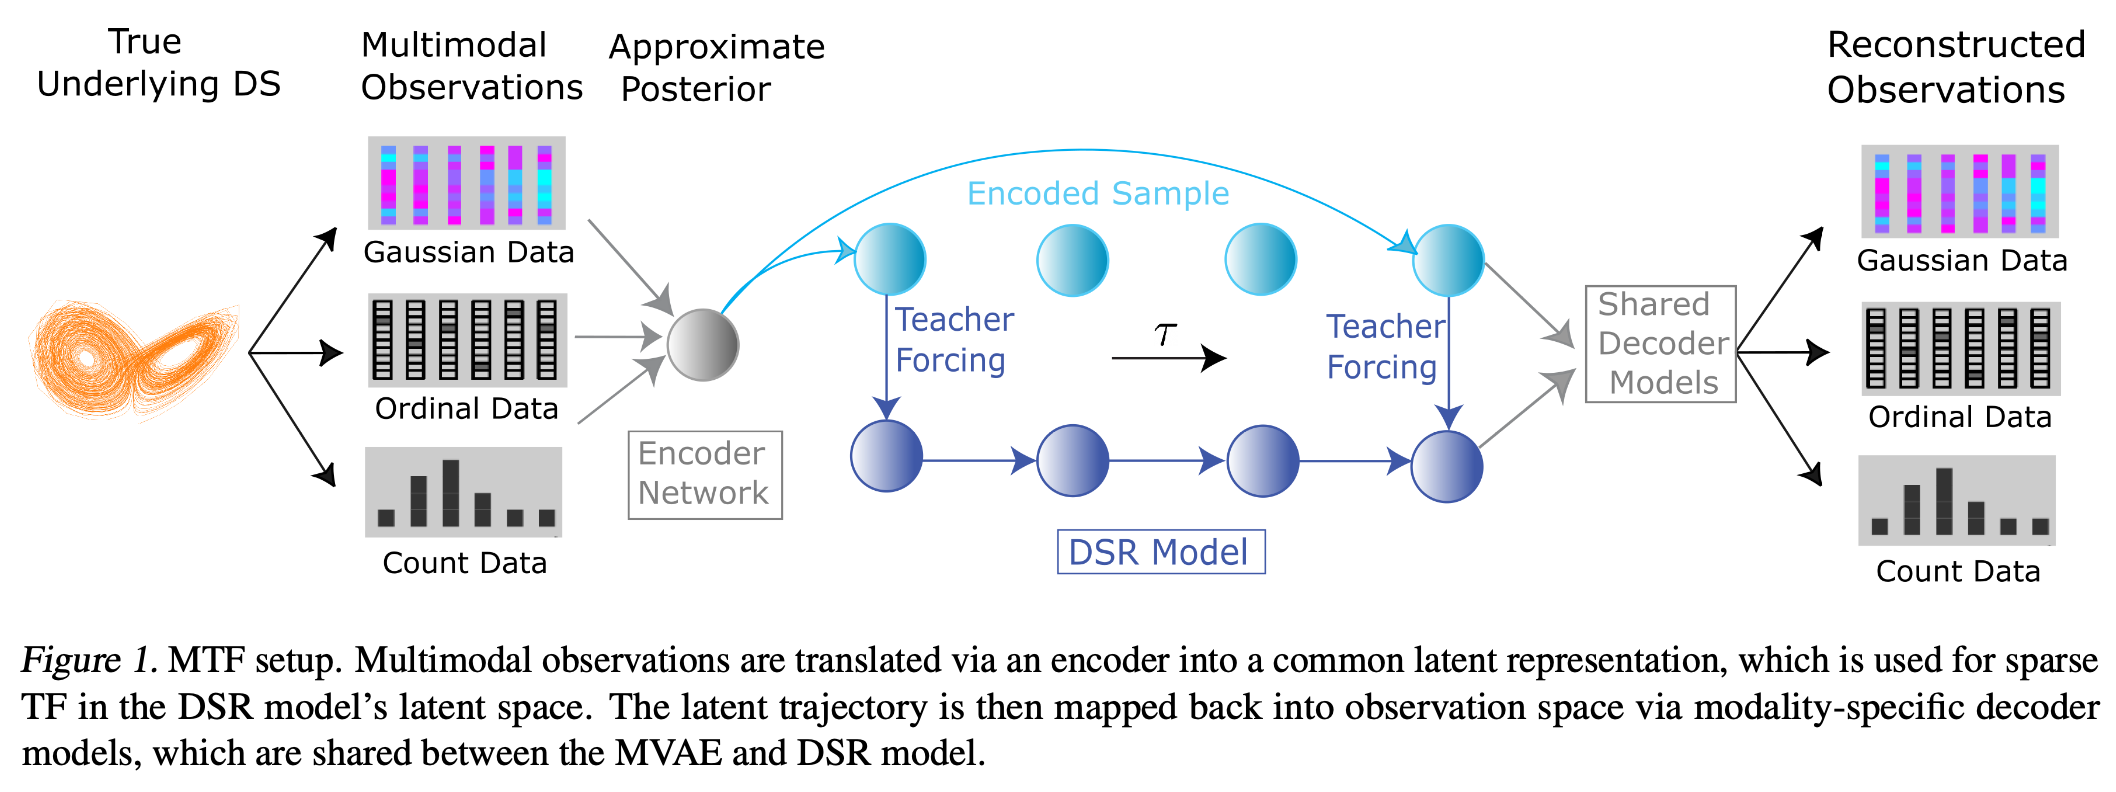 True
Underlying DS
Multimodal
Observations
Approximate
Posterior
Reconstructed
Observations
Gaussian Data
Ordinal Data
Count Data
Encoder
Network
Encoded Sample
Teacher
Forcing
τ
Teacher
Forcing
DSR Model
Shared
Decoder
Models
Gaussian Data
Ordinal Data
Count Data
Figure 1. MTF setup. Multimodal observations are translated via an encoder into a common latent representation, which is used for sparse
TF in the DSR model's latent space. The latent trajectory is then mapped back into observation space via modality-specific decoder
models, which are shared between the MVAE and DSR model.